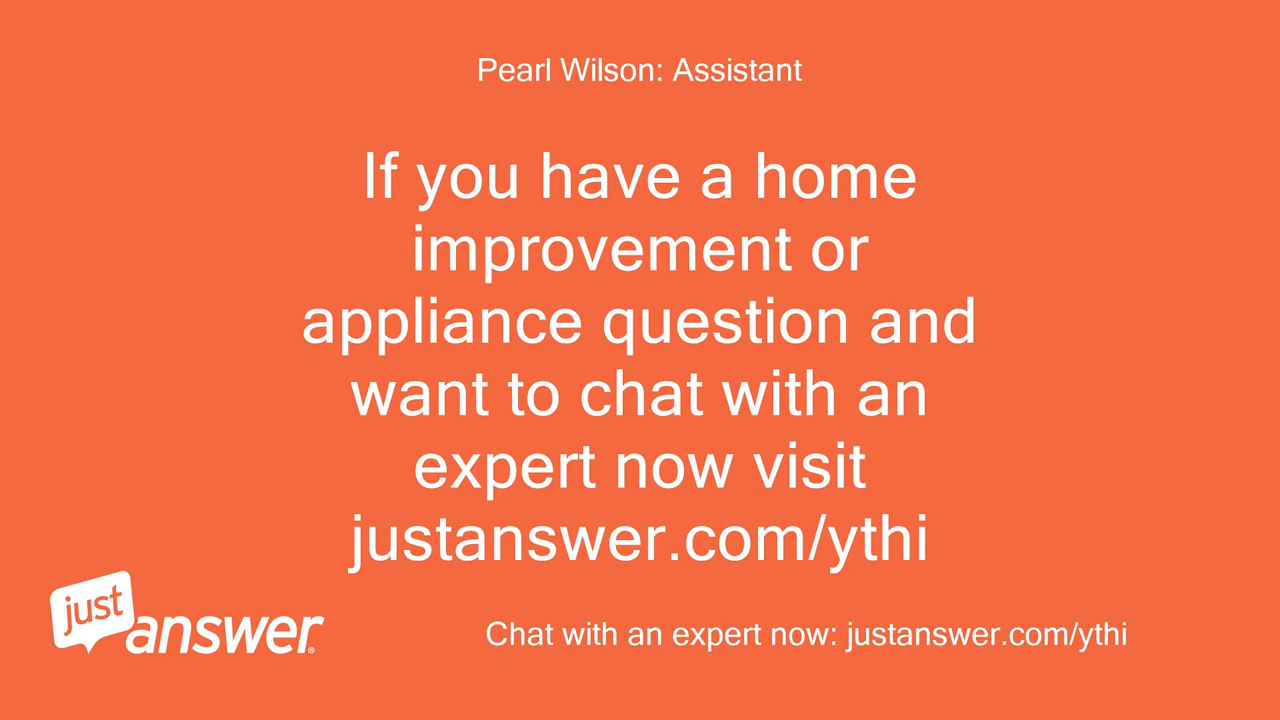 Pearl Wilson: Assistant
If you have a home
improvement or
appliance question and
want to chat with an
expert now visit
justanswer.com/ythi
just
answer®
Chat with an expert now: justanswer.com/ythi